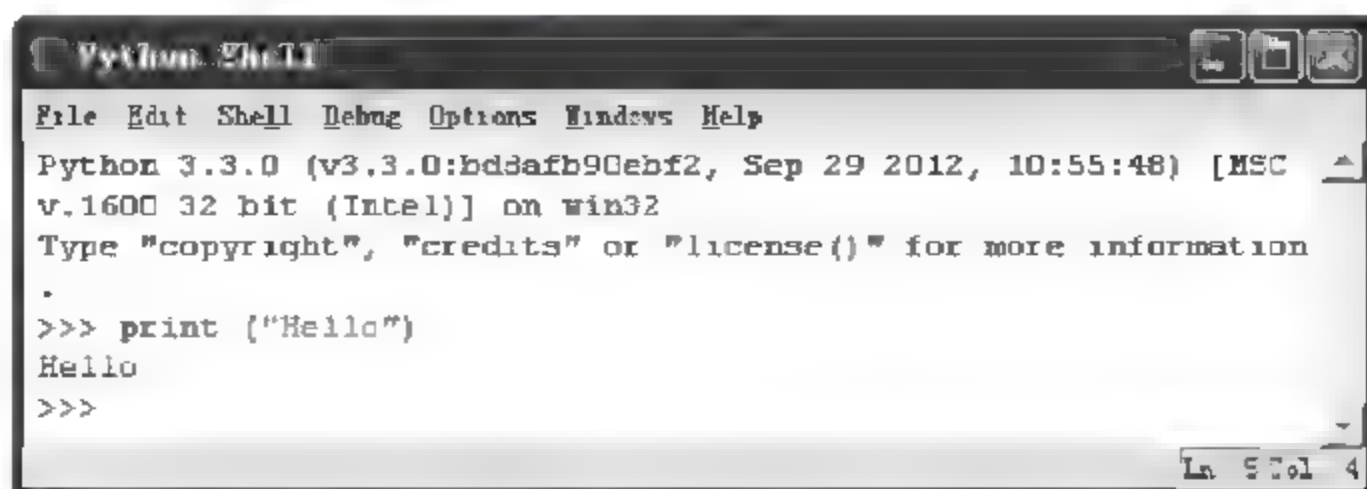 Python Shell
File Edit Shell Debug Options Windows Help
Python 3.3.0 (v3.3.0:bd8afb90ebf2, Sep 29 2012, 10:55:48) [MSC
v.1600 32 bit (Intel)] on win32
Type "copyright", "credits" or "license()" for more information
.
>>> print ("Hello")
Hello
>>>
Ln 5 Col 4